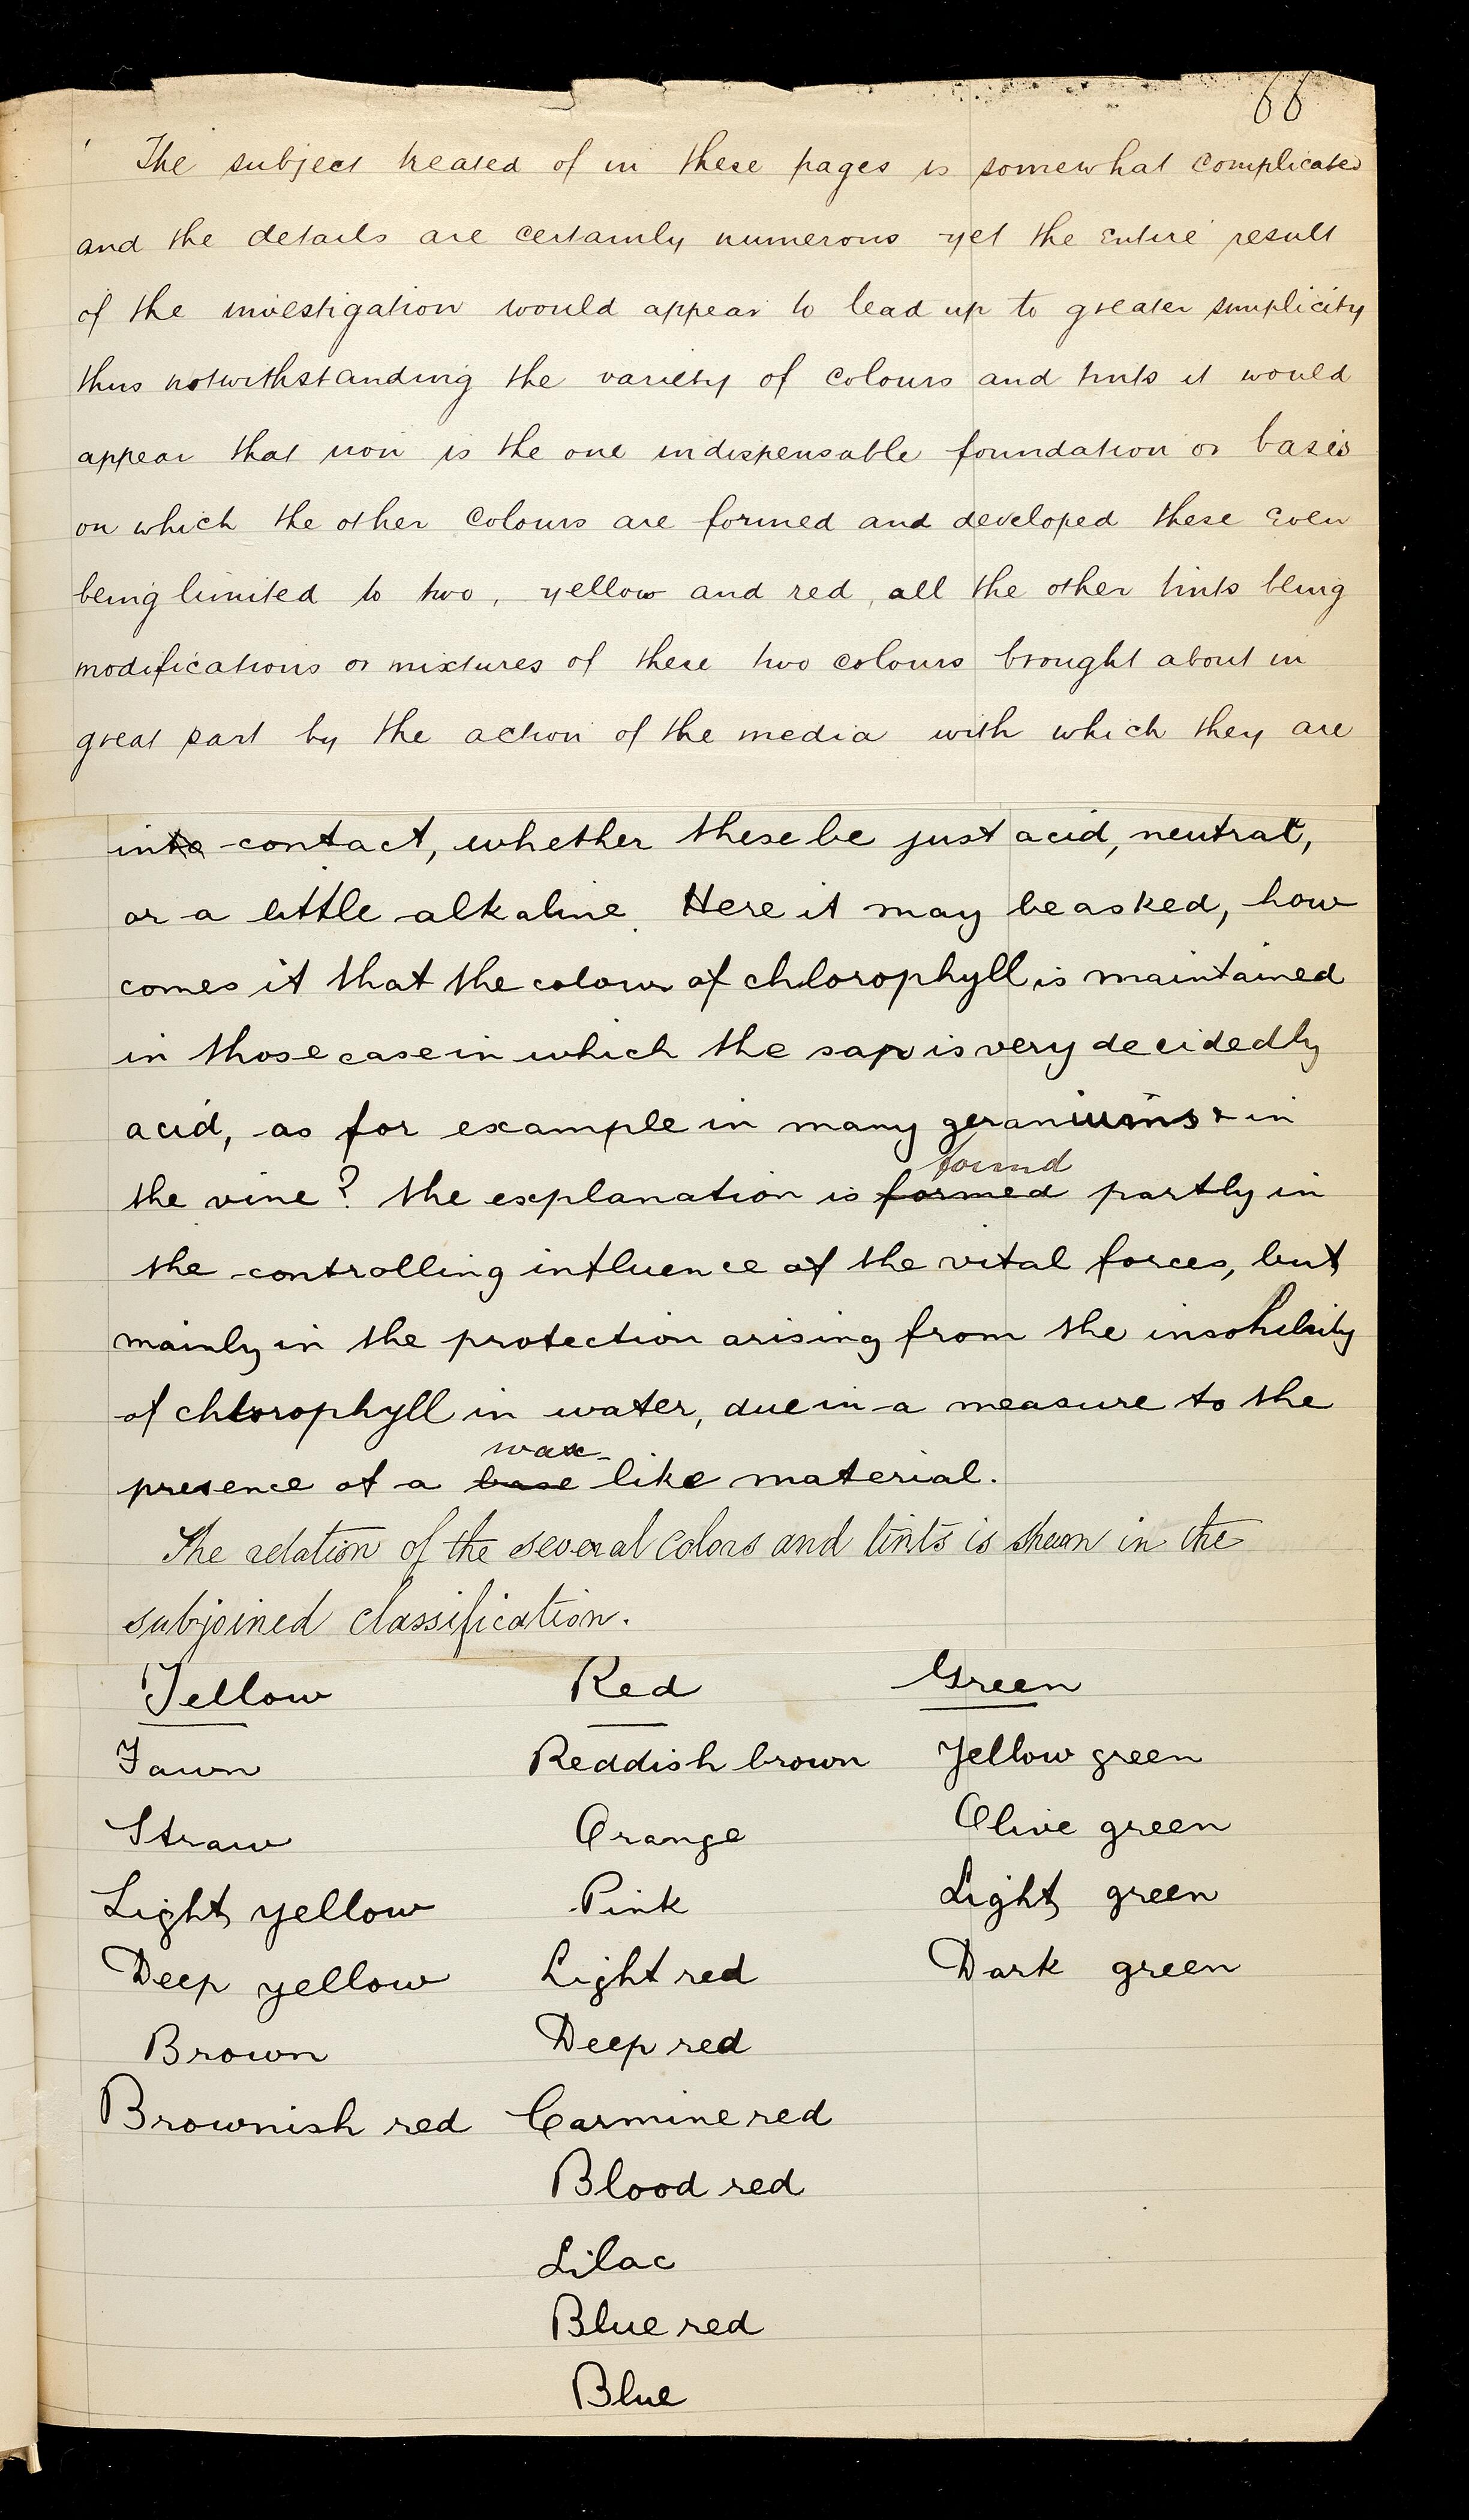 66
The subject treated of in these pages is somewhat complicated
and the details are certainly numerous yet the entire result
of the investigation would appear to lead up to greater simplicity
thus notwithstanding the variety of colours and tints it would
appear that iron is the one indispensable foundation or basis
on which the other colours are formed and developed these even
being limited to two, yellow and red, all the other tints being
modifications or mixtures of these two colours brought about in
great part by the action of the media with which they are
into contact, whether these be just acid, neutral,
or a little alkaline. Here it may be asked, how
comes it that the colour of chlorophyll is maintained
in those case in which the sap is very decidedly
acid, as for example in many geraniums & in
found
the vine? the explanation is formed partly in
the controlling influence of the vital forces, but
mainly in the protection arising from the insolubility
of chlorophyll in water, due in a measure to the
wax-
presence of a base like material.
The relation of the several colors and tints is shewn in the
subjoined classification.
Yellow Red Green
Fawn Reddish brown Yellow green
Straw Orange Olive green
Light yellow Pink Light green
Deep yellow Light red Dark green
Brown Deep red
Brownish red Carmine red
Blood red
Lilac
Blue red
Blue